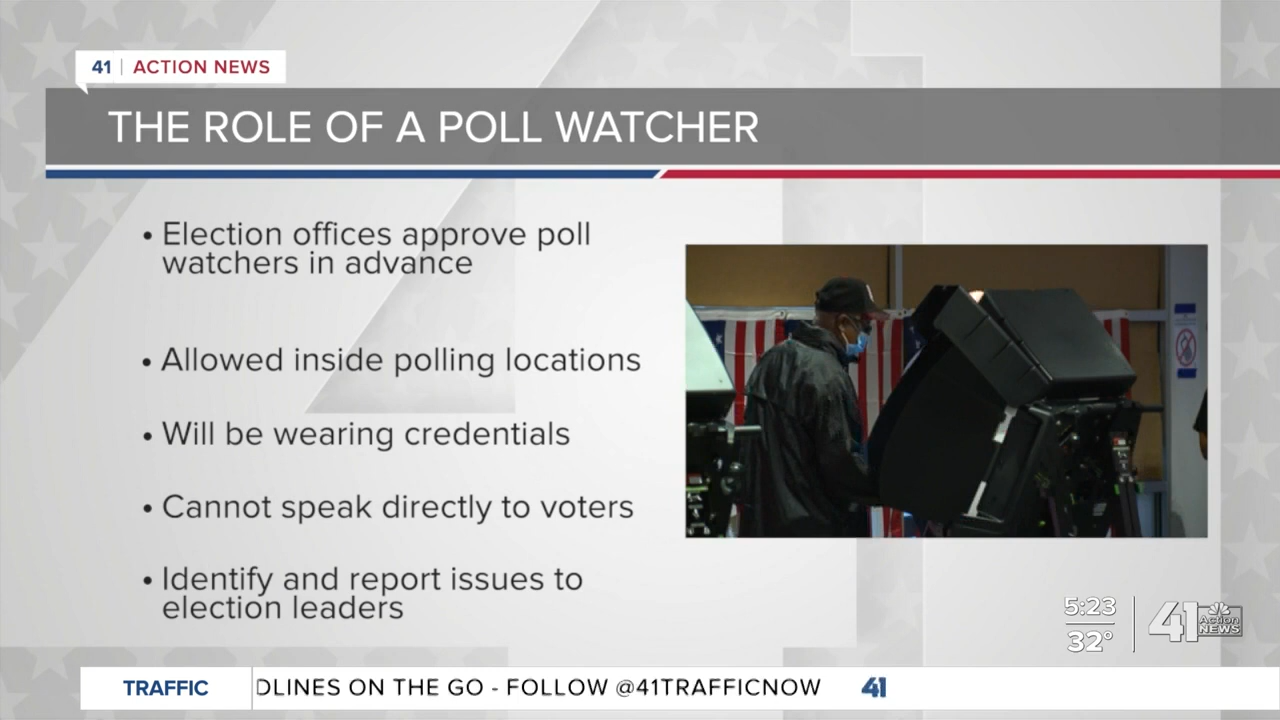 41 | ACTION NEWS
THE ROLE OF A POLL WATCHER
• Election offices approve poll
watchers in advance
• Allowed inside polling locations
• Will be wearing credentials
• Cannot speak directly to voters
• Identify and report issues to
election leaders
5:23
32°
41 Action NEWS
TRAFFIC
DLINES ON THE GO - FOLLOW @41TRAFFICNOW 41